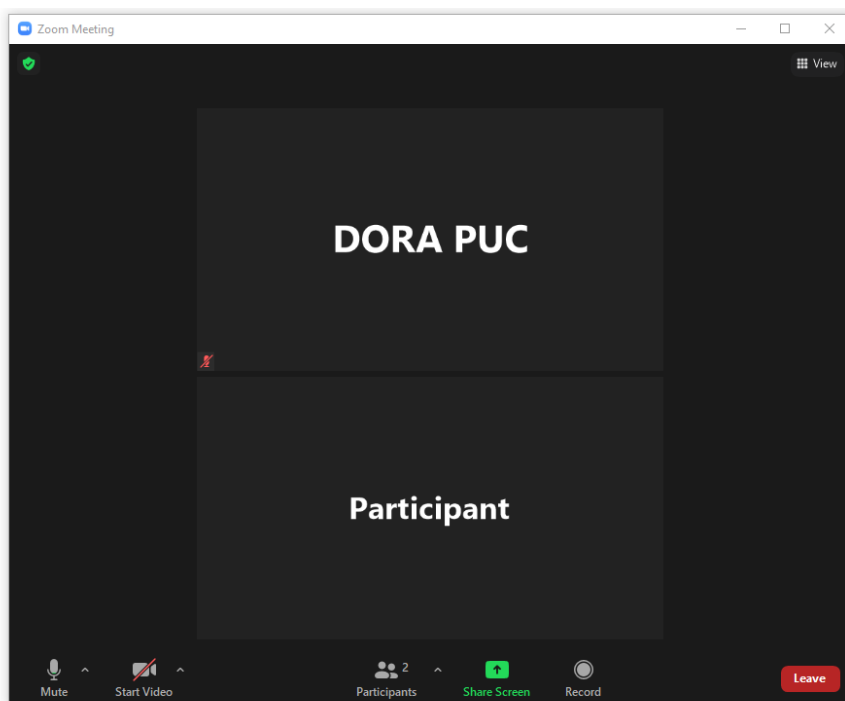 Zoom Meeting
View
DORA PUC
Participant
2
Mute Start Video Participants Share Screen Record Leave